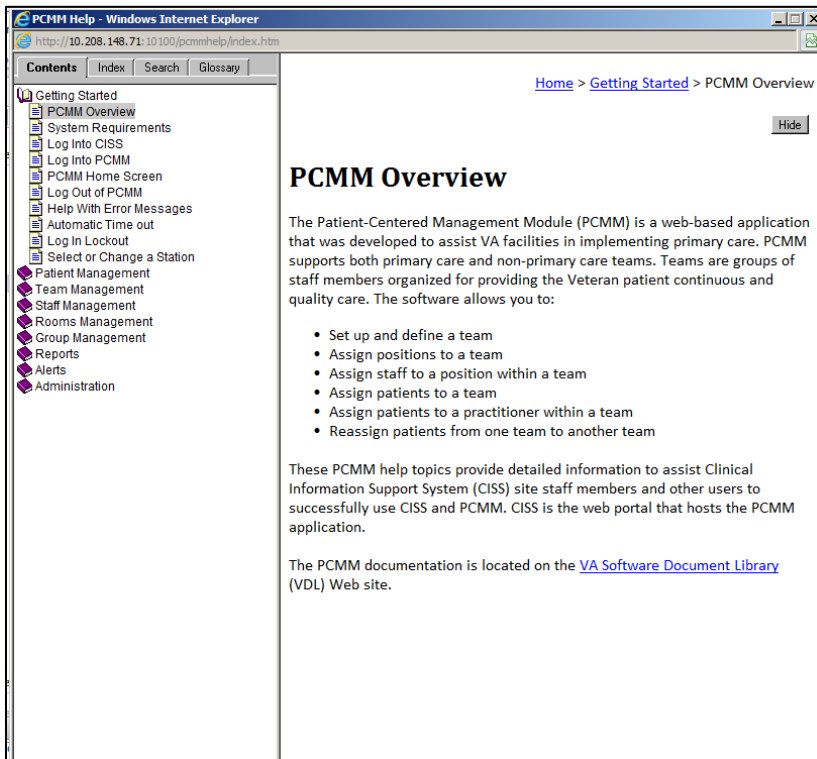 PCMM Help - Windows Internet Explorer
http://10.208.148.71:10100/pcmmhelp/index.htm
Contents Index Search Glossary
Getting Started
PCMM Overview
System Requirements
Log Into CISS
Log Into PCMM
PCMM Home Screen
Log Out of PCMM
Help With Error Messages
Automatic Time out
Log In Lockout
Select or Change a Station
Patient Management
Team Management
Staff Management
Rooms Management
Group Management
Reports
Alerts
Administration
Home > Getting Started > PCMM Overview
Hide
PCMM Overview
The Patient-Centered Management Module (PCMM) is a web-based application
that was developed to assist VA facilities in implementing primary care. PCMM
supports both primary care and non-primary care teams. Teams are groups of
staff members organized for providing the Veteran patient continuous and
quality care. The software allows you to:
• Set up and define a team
• Assign positions to a team
• Assign staff to a position within a team
• Assign patients to a team
• Assign patients to a practitioner within a team
• Reassign patients from one team to another team
These PCMM help topics provide detailed information to assist Clinical
Information Support System (CISS) site staff members and other users to
successfully use CISS and PCMM. CISS is the web portal that hosts the PCMM
application.
The PCMM documentation is located on the VA Software Document Library
(VDL) Web site.